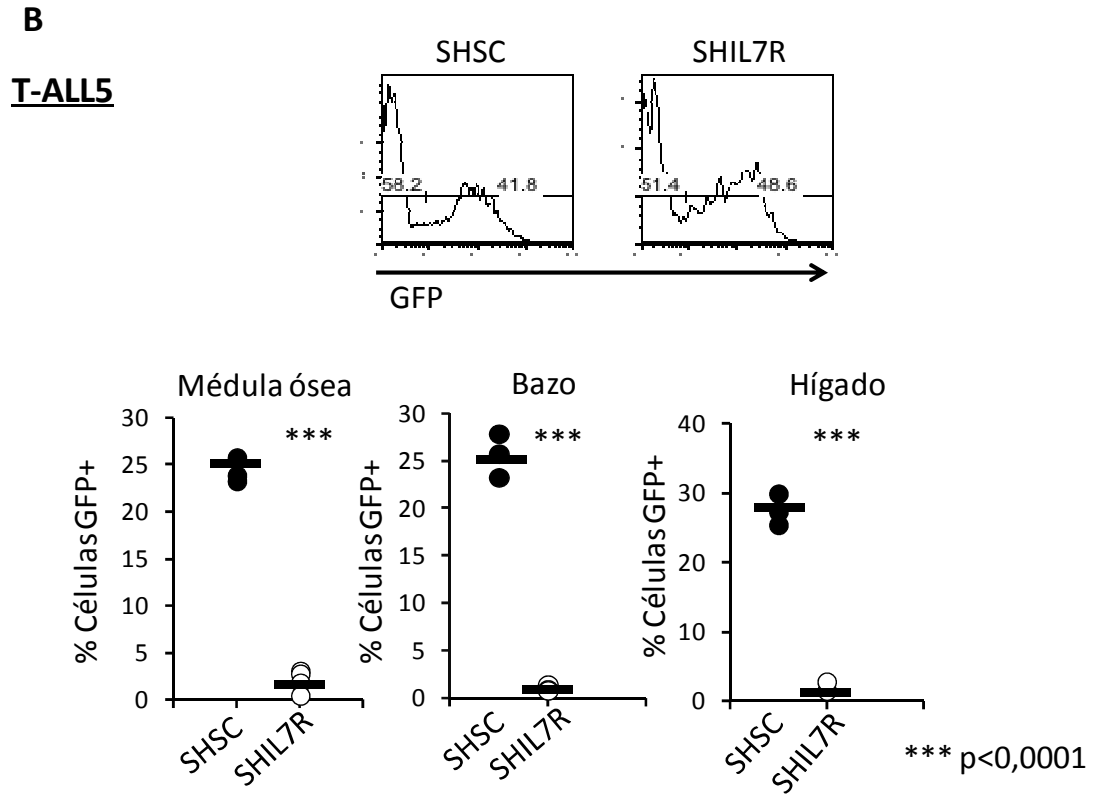 B
T-ALL5
SHSC SHIL7R
58.2 41.8 51.4 48.6
GFP
Médula ósea Bazo Hígado
*** *** ***
% Células GFP+ % Células GFP+ % Células GFP+
30 30 40
25 25 30
20 20 20
15 15 10
10 10 0
5 5
0 0
SHSC SHIL7R SHSC SHIL7R SHSC SHIL7R
*** p<0,0001